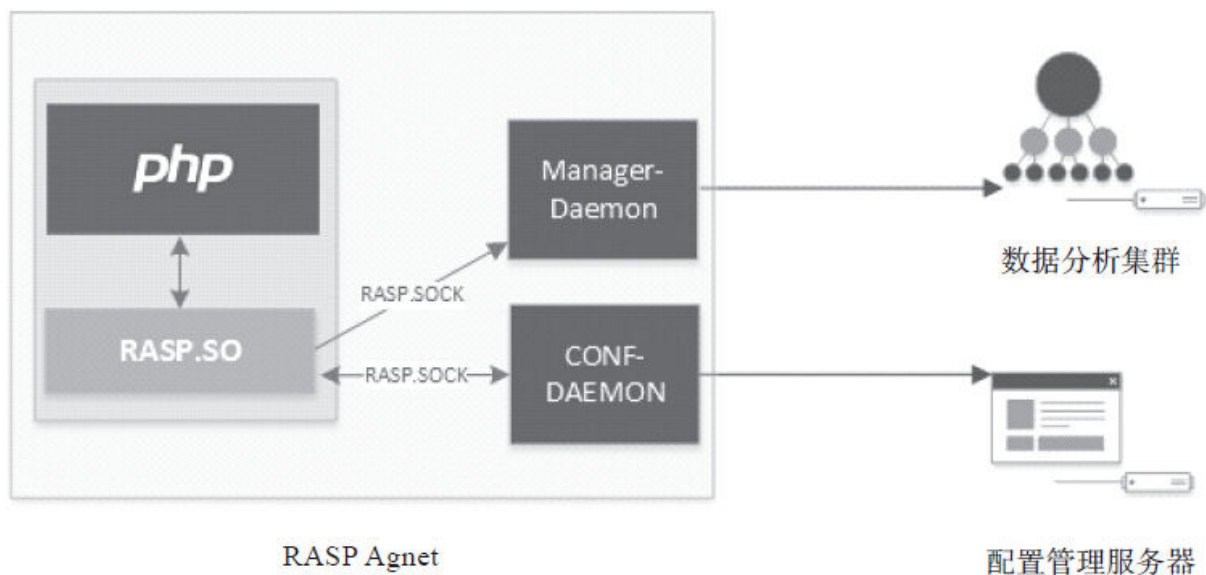 php
RASP.SO
RASP.SOCK
RASP.SOCK
Manager-
Daemon
CONF-
DAEMON
数据分析集群
配置管理服务器
RASP Agnet